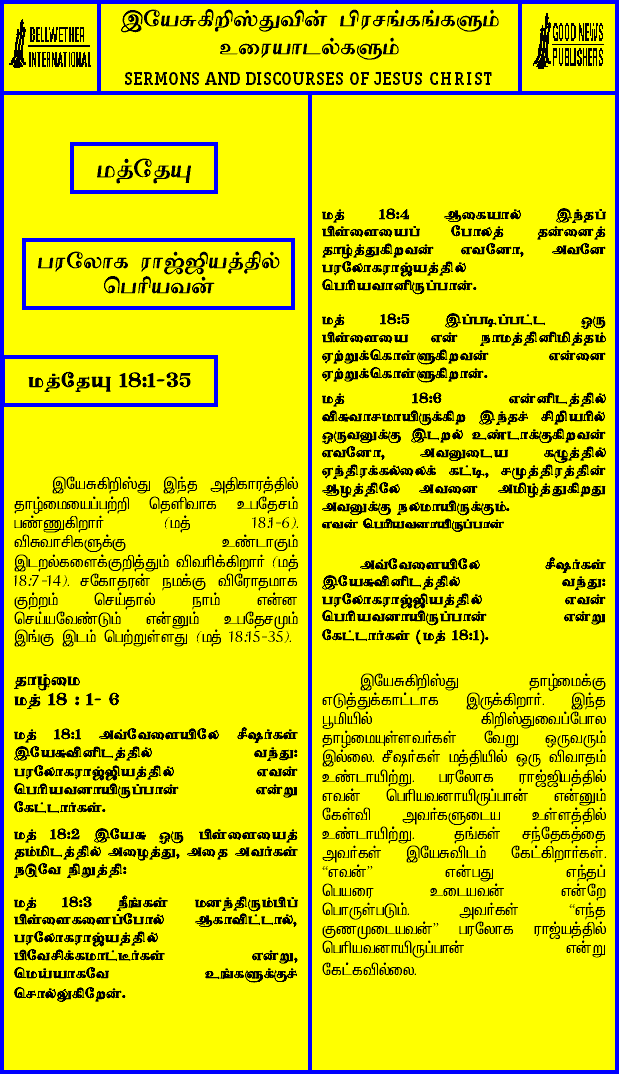 BELLWETHER
INTERNATIONAL
இயேசுகிறிஸ்துவின் பிரசங்கங்களும்
உரையாடல்களும்
SERMONS AND DISCOURSES OF JESUS CHRIST
GOOD NEWS
PUBLISHERS
மத்தேயு
பரலோக ராஜ்ஜியத்தில்
பெரியவன்
மத்தேயு 18:1-35
இயேசுகிறிஸ்து இந்த அதிகாரத்தில்
தாழ்மையைப்பற்றி தெளிவாக உபதேசம்
பண்ணுகிறார் (மத் 18:1-6).
விசுவாசிகளுக்கு உண்டாகும்
இடறல்களைக்குறித்தும் விவரிக்கிறார் (மத்
18:7-14). சகோதரன் நமக்கு விரோதமாக
குற்றம் செய்தால் நாம் என்ன
செய்யவேண்டும் என்னும் உபதேசமும்
இங்கு இடம் பெற்றுள்ளது (மத் 18:15-35).
தாழ்மை
மத் 18 : 1- 6
மத் 18:1 அவ்வேளையிலே சீஷர்கள்
இயேசுவினிடத்தில் வந்து:
பரலோகராஜ்ஜியத்தில் எவன்
பெரியவனாயிருப்பான் என்று
கேட்டார்கள்.
மத் 18:2 இயேசு ஒரு பிள்ளையைத்
தம்மிடத்தில் அழைத்து, அதை அவர்கள்
நடுவே நிறுத்தி:
மத் 18:3 நீங்கள் மனந்திரும்பிப்
பிள்ளைகளைப்போல் ஆகாவிட்டால்,
பரலோகராஜ்யத்தில்
பிவேசிக்கமாட்டீர்கள் என்று,
மெய்யாகவே உங்களுக்குச்
சொல்லுகிறேன்.
மத் 18:4 ஆகையால் இந்தப்
பிள்ளையைப் போலத் தன்னைத்
தாழ்த்துகிறவன் எவனோ, அவனே
பரலோகராஜ்யத்தில்
பெரியவானிருப்பான்.
மத் 18:5 இப்படிப்பட்ட ஒரு
பிள்ளையை என் நாமத்தினிமித்தம்
ஏற்றுக்கொள்ளுகிறவன் என்னை
ஏற்றுக்கொள்ளுகிறான்.
மத் 18:6 என்னிடத்தில்
விசுவாசமாயிருக்கிற இந்தச் சிறியரில்
ஒருவனுக்கு இடறல் உண்டாக்குகிறவன்
எவனோ, அவனுடைய கழுத்தில்
ஏந்திரக்கல்லைக் கட்டி, சமுத்திரத்தின்
ஆழத்திலே அவனை அமிழ்த்துகிறது
அவனுக்கு நலமாயிருக்கும்.
எவன் பெரியவனாயிருப்பான்
அவ்வேளையிலே சீஷர்கள்
இயேசுவினிடத்தில் வந்து:
பரலோகராஜ்ஜியத்தில் எவன்
பெரியவனாயிருப்பான் என்று
கேட்டார்கள் (மத் 18:1).
இயேசுகிறிஸ்து தாழ்மைக்கு
எடுத்துக்காட்டாக இருக்கிறார். இந்த
பூமியில் கிறிஸ்துவைப்போல
தாழ்மையுள்ளவர்கள் வேறு ஒருவரும்
இல்லை. சீஷர்கள் மத்தியில் ஒரு விவாதம்
உண்டாயிற்று. பரலோக ராஜ்ஜியத்தில்
எவன் பெரியவனாயிருப்பான் என்னும்
கேள்வி அவர்களுடைய உள்ளத்தில்
உண்டாயிற்று. தங்கள் சந்தேகத்தை
அவர்கள் இயேசுவிடம் கேட்கிறார்கள்.
“எவன்” என்பது எந்தப்
பெயரை உடையவன் என்றே
பொருள்படும். அவர்கள் “எந்த
குணமுடையவன்” பரலோக ராஜ்யத்தில்
பெரியவனாயிருப்பான் என்று
கேட்கவில்லை.